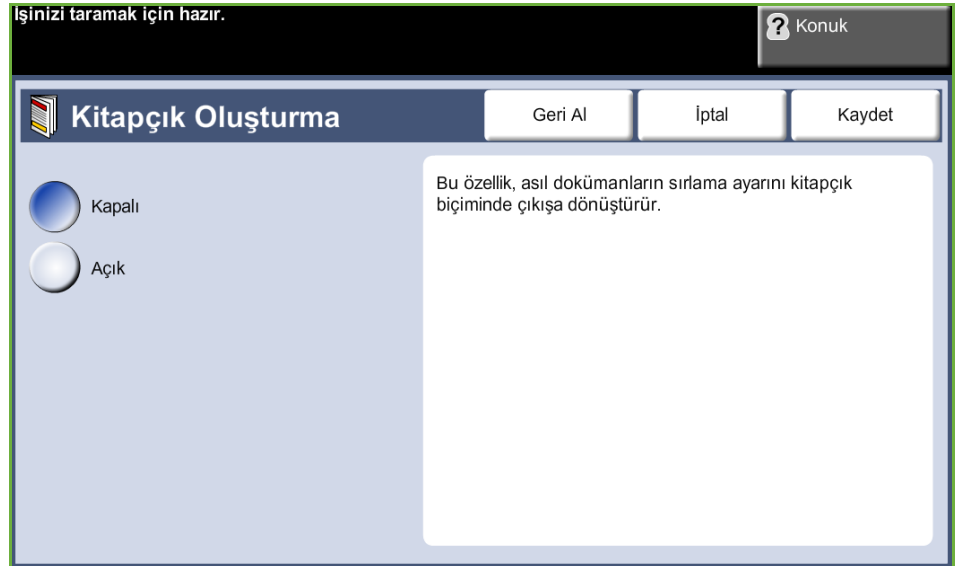 İşinizi taramak için hazır.
? Konuk
Kitapçık Oluşturma
Geri Al
İptal
Kaydet
Kapalı
Açık
Bu özellik, asıl dokümanların sırlama ayarını kitapçık
biçiminde çıkışa dönüştürür.